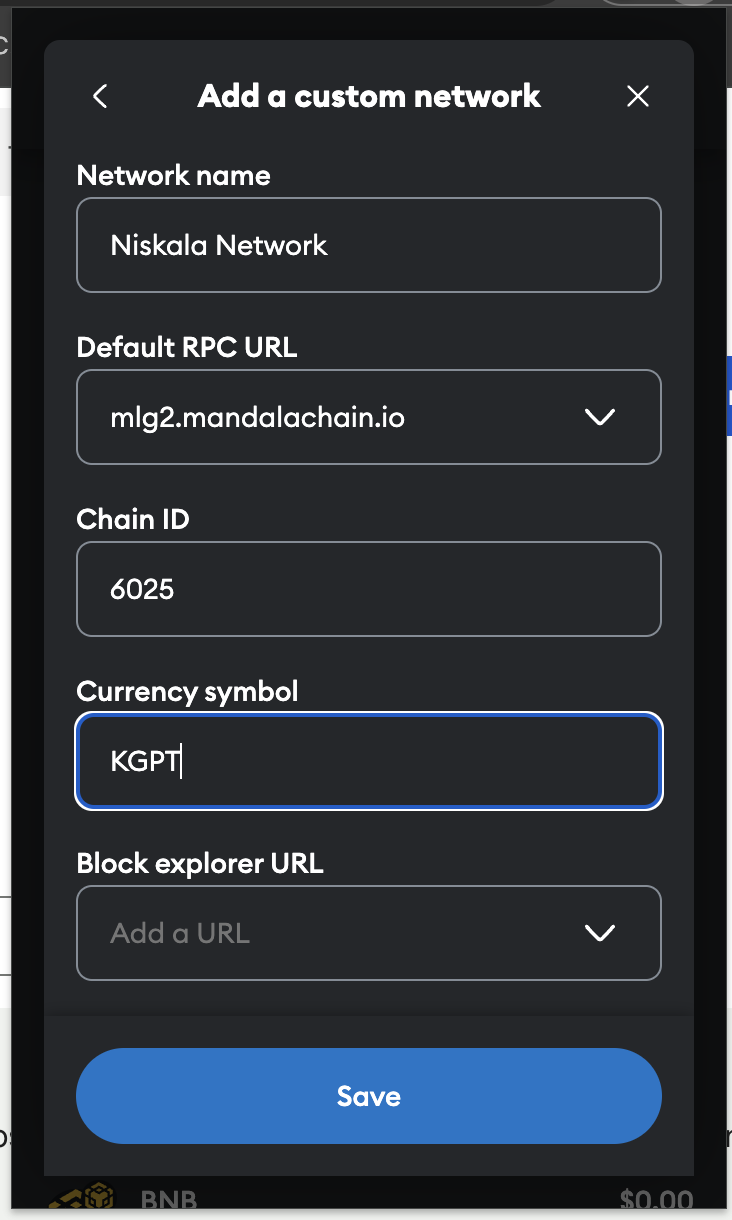 Add a custom network
Network name
Niskala Network
Default RPC URL
mlg2.mandalachain.io
Chain ID
6025
Currency symbol
KGPT
Block explorer URL
Add a URL
Save
BNB $0.00